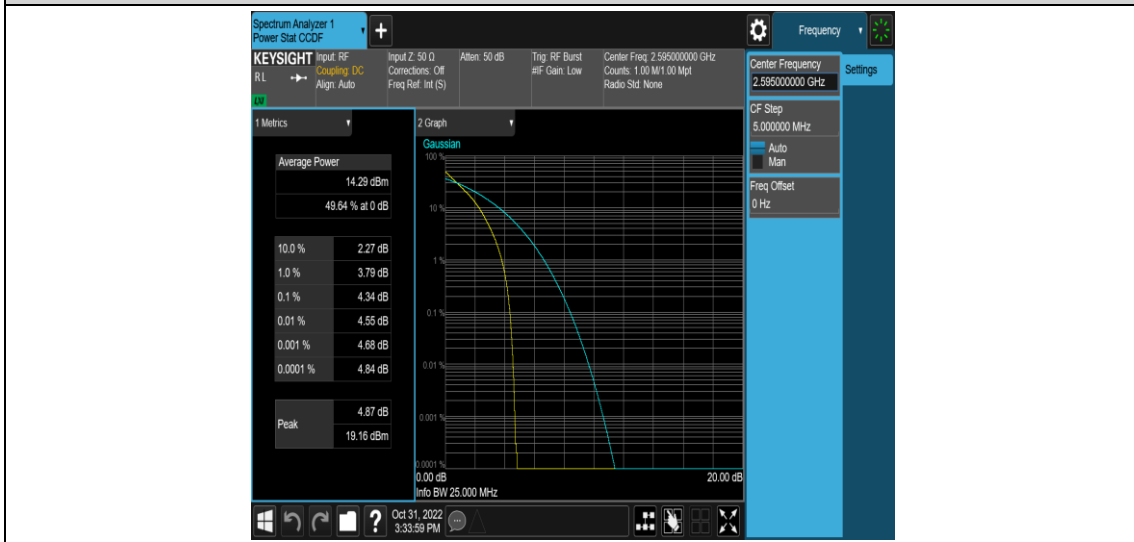 Spectrum Analyzer 1
Power Stat CCDF
Frequency
KEYSIGHT
RL
Input: RF
Coupling: DC
Align: Auto
Input Z: 50 Ω
Corrections: Off
Freq Ref: Int (S)
Atten: 50 dB
Trig: RF Burst
#IF Gain: Low
Center Freq: 2.595000000 GHz
Counts: 1.00 M/1.00 Mpt
Radio Std: None
Center Frequency
2.595000000 GHz
Settings
CF Step
5.000000 MHz
Auto
Man
Freq Offset
0 Hz
1 Metrics
Average Power
14.29 dBm
49.64 % at 0 dB
10.0 % 2.27 dB
1.0 % 3.79 dB
0.1 % 4.34 dB
0.01 % 4.55 dB
0.001 % 4.68 dB
0.0001 % 4.84 dB
Peak
4.87 dB
19.16 dBm
2 Graph
Gaussian
100 %
10 %
1 %
0.1 %
0.01 %
0.001 %
0.0001 %
0.00 dB 20.00 dB
Info BW 25.000 MHz
?
Oct 31, 2022
3:33:59 PM